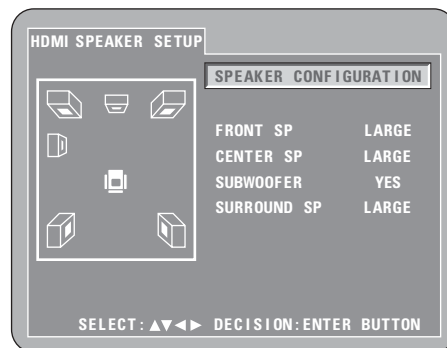 HDMI SPEAKER SETUP
SPEAKER CONFIGURATION
FRONT SP LARGE
CENTER SP LARGE
SUBWOOFER YES
SURROUND SP LARGE
SELECT:▲▼◄► DECISION:ENTER BUTTON